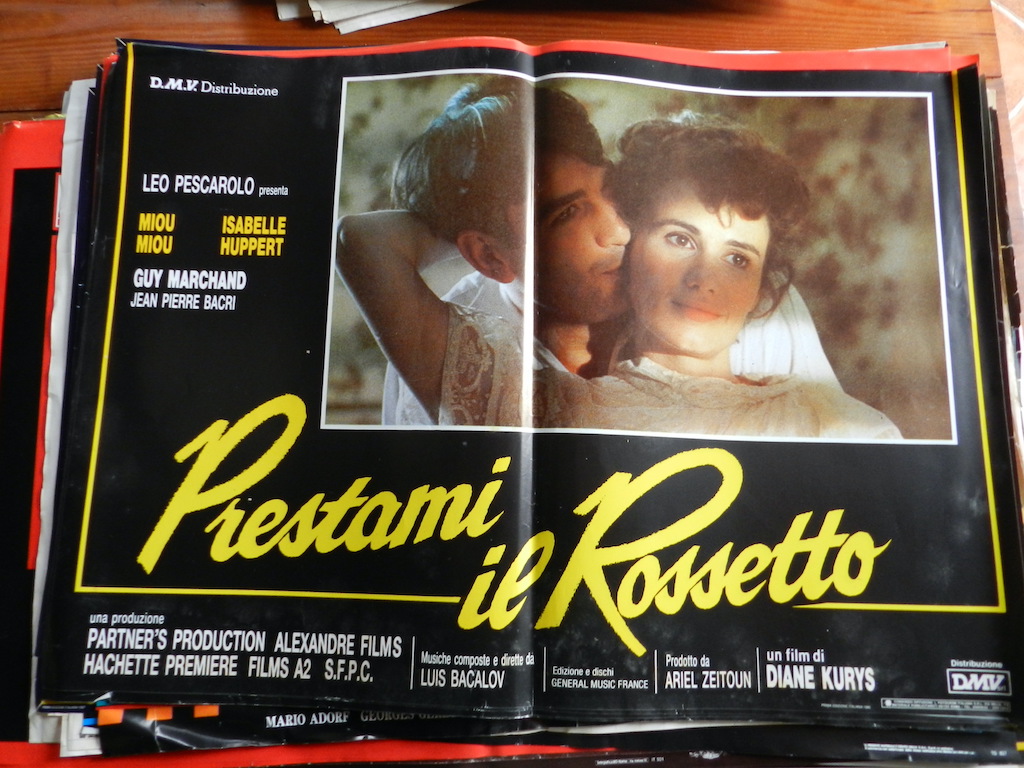 D.M.V. Distribuzione
LEO PESCAROLO presenta
MIOU MIOU
ISABELLE HUPPERT
GUY MARCHAND
JEAN PIERRE BACRI
Prestami
il Rossetto
una produzione
PARTNER'S PRODUCTION ALEXANDRE FILMS
HACHETTE PREMIERE FILMS A2 S.F.P.C.
Musiche composte e dirette da
LUIS BACALOV
Edizione e dischi
GENERAL MUSIC FRANCE
Prodotto da
ARIEL ZEITOUN
un film di
DIANE KURYS
Distribuzione
DMV
MARIO ADORF